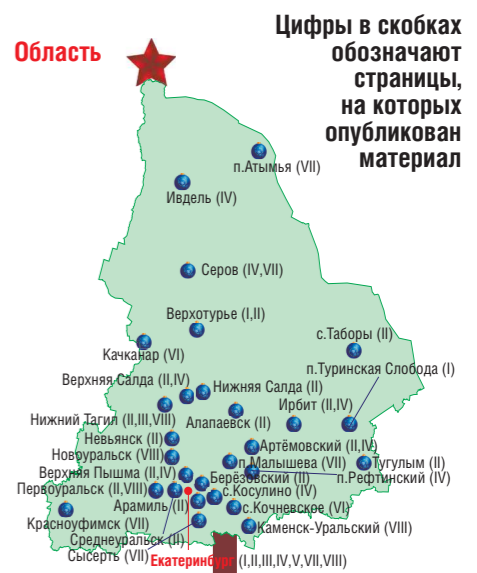 Цифры в скобках
обозначают
страницы,
на которых
опубликован
материал
Область
п.Атымья (VII)
Ивдель (IV)
Серов (IV,VII)
Верхотурье (I,II)
с.Таборы (II)
Качканар (VI)
п.Туринская Слобода (I)
Верхняя Салда (II,IV)
Нижняя Салда (II)
Ирбит (II,IV)
Нижний Тагил (II,III,VIII)
Алапаевск (II)
Невьянск (II)
Артёмовский (II,IV)
Новоуральск (VIII)
п.Малышева (VII)
Тугулым (II)
Верхняя Пышма (II,IV)
Берёзовский (II)
п.Рефтинский (IV)
Первоуральск (II,VIII)
с.Косулино (IV)
Арамиль (II)
с.Кочневское (VI)
Красноуфимск (VII)
Каменск-Уральский (VIII)
Среднеуральск (II)
Сысерть (VII)
Екатеринбург (I,II,III,IV,V,VII,VIII)